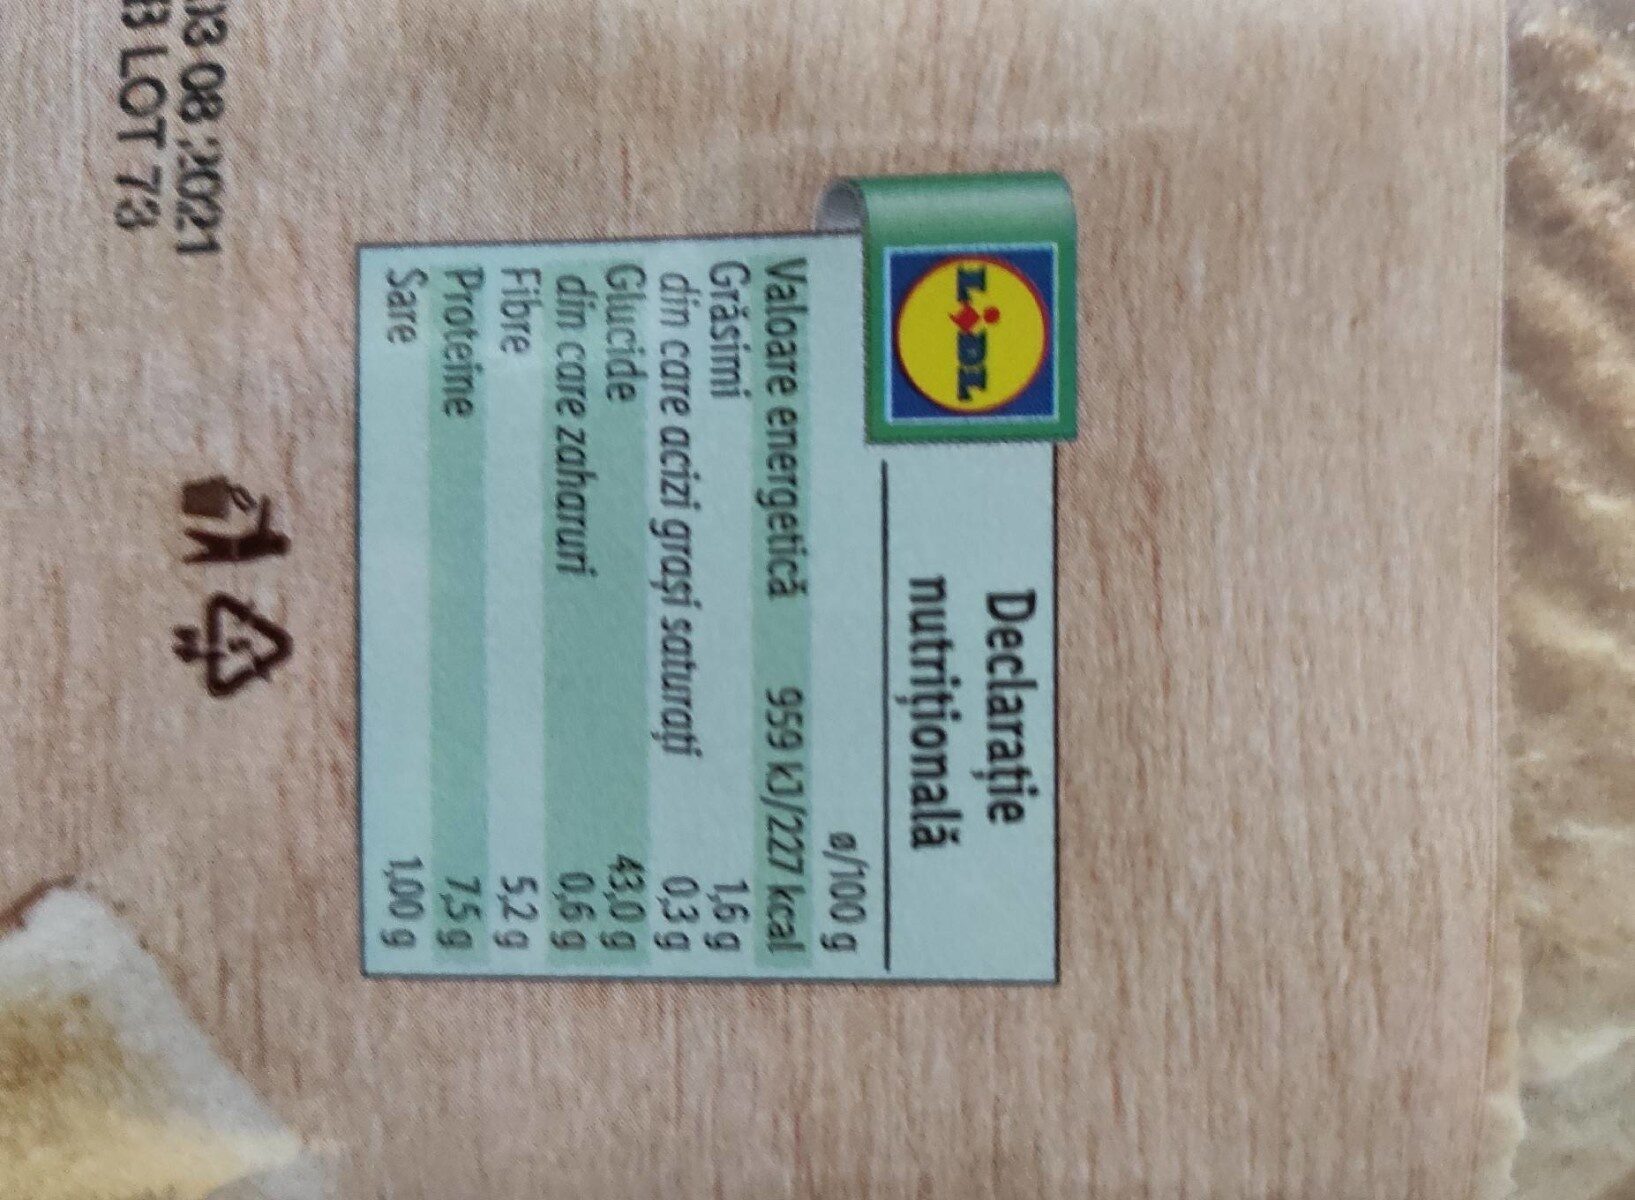 LIDL
Declarație
nutrițională
ø/100 g
Valoare energetică 959 kJ/227 kcal
Grăsimi 1,6 g
din care acizi grași saturați 0,3 g
Glucide 43,0 g
din care zaharuri 0,6 g
Fibre 5,2 g
Proteine 7,5 g
Sare 1,00 g
08.2021
LOT 73